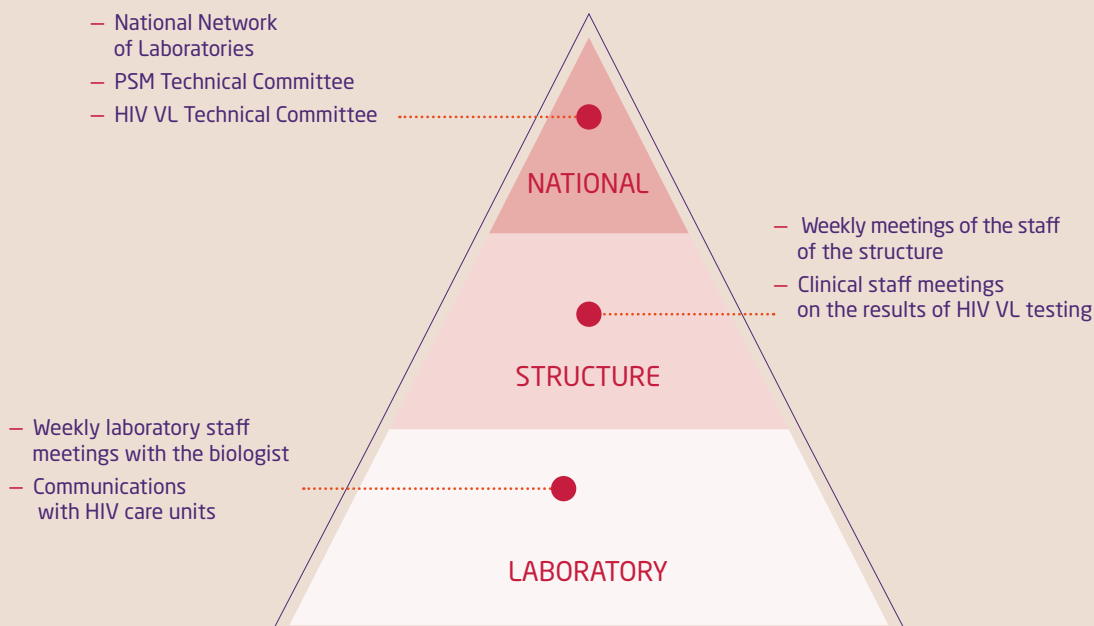 — National Network
of Laboratories
— PSM Technical Committee
— HIV VL Technical Committee
NATIONAL
— Weekly meetings of the staff
of the structure
— Clinical staff meetings
on the results of HIV VL testing
STRUCTURE
— Weekly laboratory staff
meetings with the biologist
— Communications
with HIV care units
LABORATORY